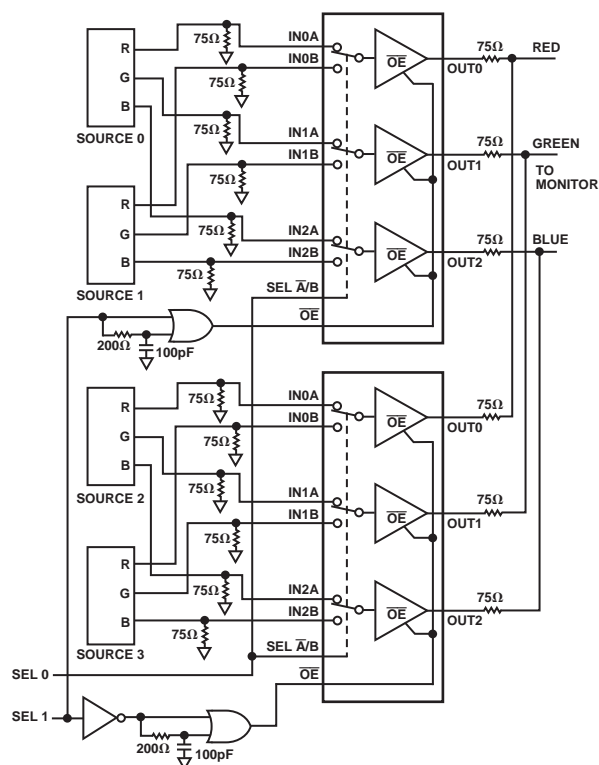 R
G
B
SOURCE 0
75Ω
IN0A
IN0B
75Ω
75Ω
IN1A
IN1B
75Ω
OE
OUT0
75Ω
RED
OE
OUT1
75Ω
GREEN
TO
MONITOR
R
G
B
SOURCE 1
75Ω
IN2A
IN2B
75Ω
OE
OUT2
75Ω
BLUE
SEL A/B
OE
200Ω
100pF
R
G
B
SOURCE 2
75Ω
IN0A
IN0B
75Ω
75Ω
IN1A
IN1B
75Ω
OE
OUT0
75Ω
OE
OUT1
75Ω
R
G
B
SOURCE 3
75Ω
IN2A
IN2B
75Ω
OE
OUT2
75Ω
SEL A/B
OE
SEL 0
SEL 1
200Ω
100pF